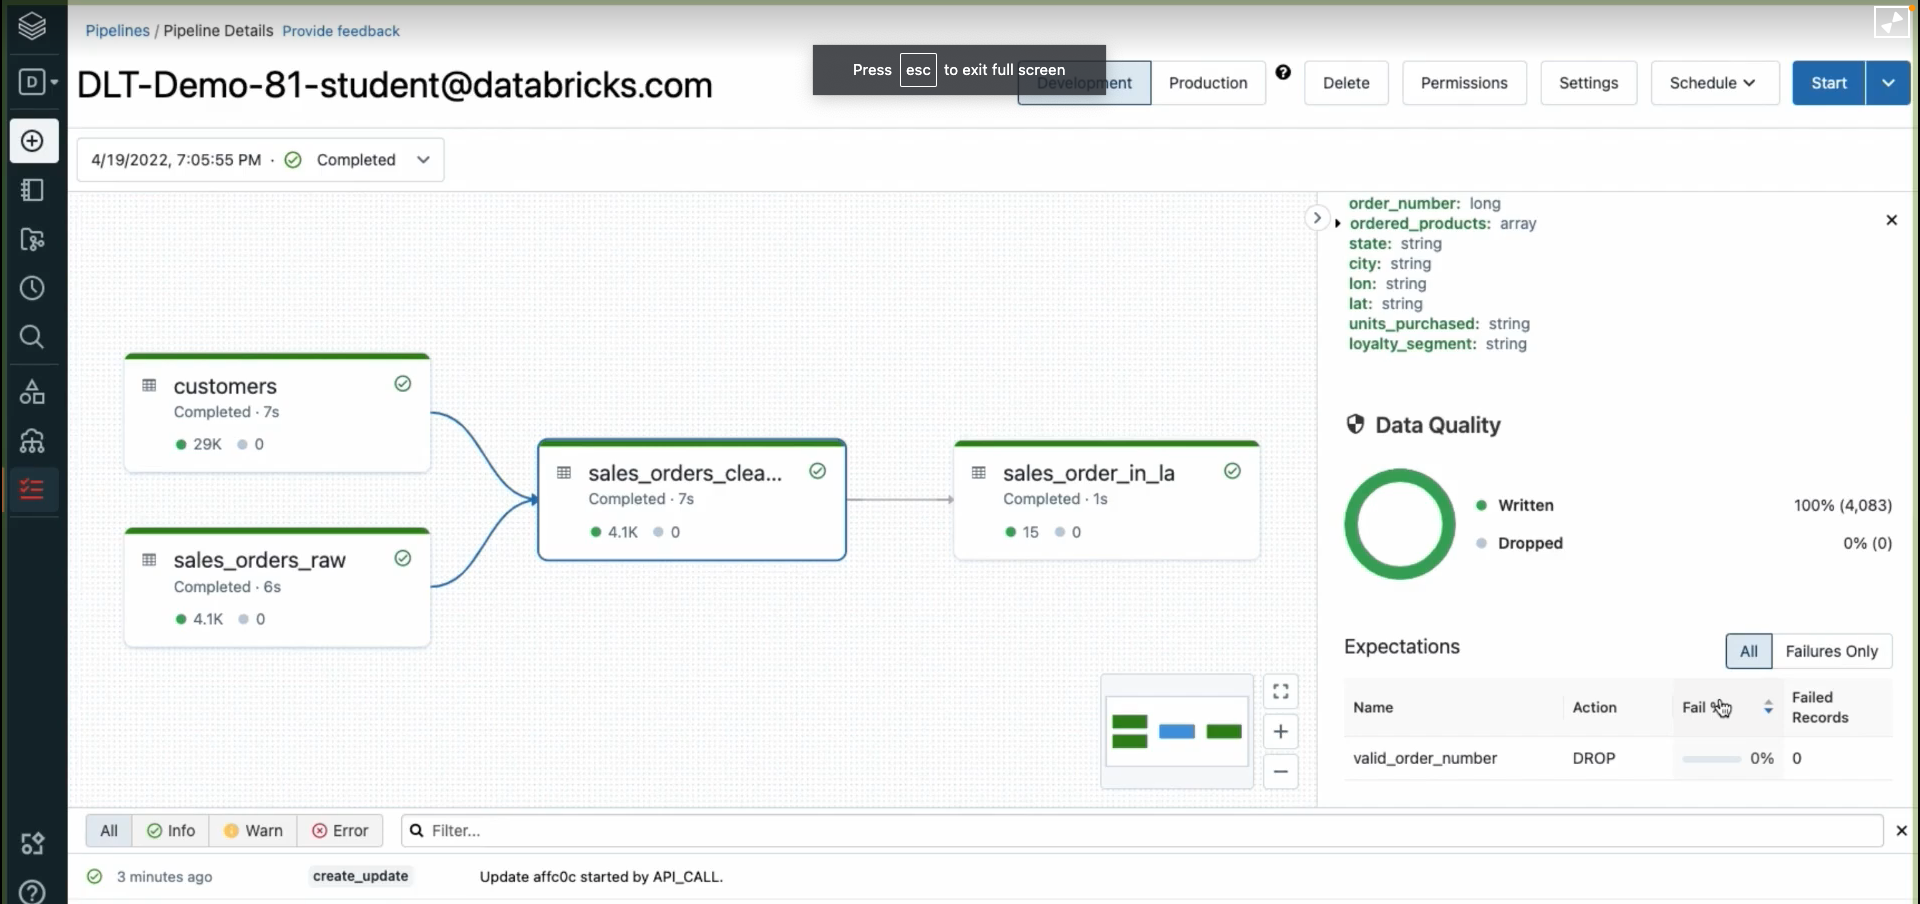 Pipelines / Pipeline Details Provide feedback
Press esc to exit full screen
D
DLT-Demo-81-student@databricks.com
Development Production ? Delete Permissions Settings Schedule Start
4/19/2022, 7:05:55 PM · Completed
order_number: long
ordered_products: array
state: string
city: string
lon: string
lat: string
units_purchased: string
loyalty_segment: string
customers
Completed · 7s
29K 0
sales_orders_raw
Completed · 6s
4.1K 0
sales_orders_clea...
Completed · 7s
4.1K 0
sales_order_in_la
Completed · 1s
15 0
Data Quality
Written 100% (4,083)
Dropped 0% (0)
Expectations All Failures Only
Name Action Fail Failed Records
valid_order_number DROP 0% 0
All Info Warn Error Filter...
3 minutes ago create_update Update affc0c started by API_CALL.